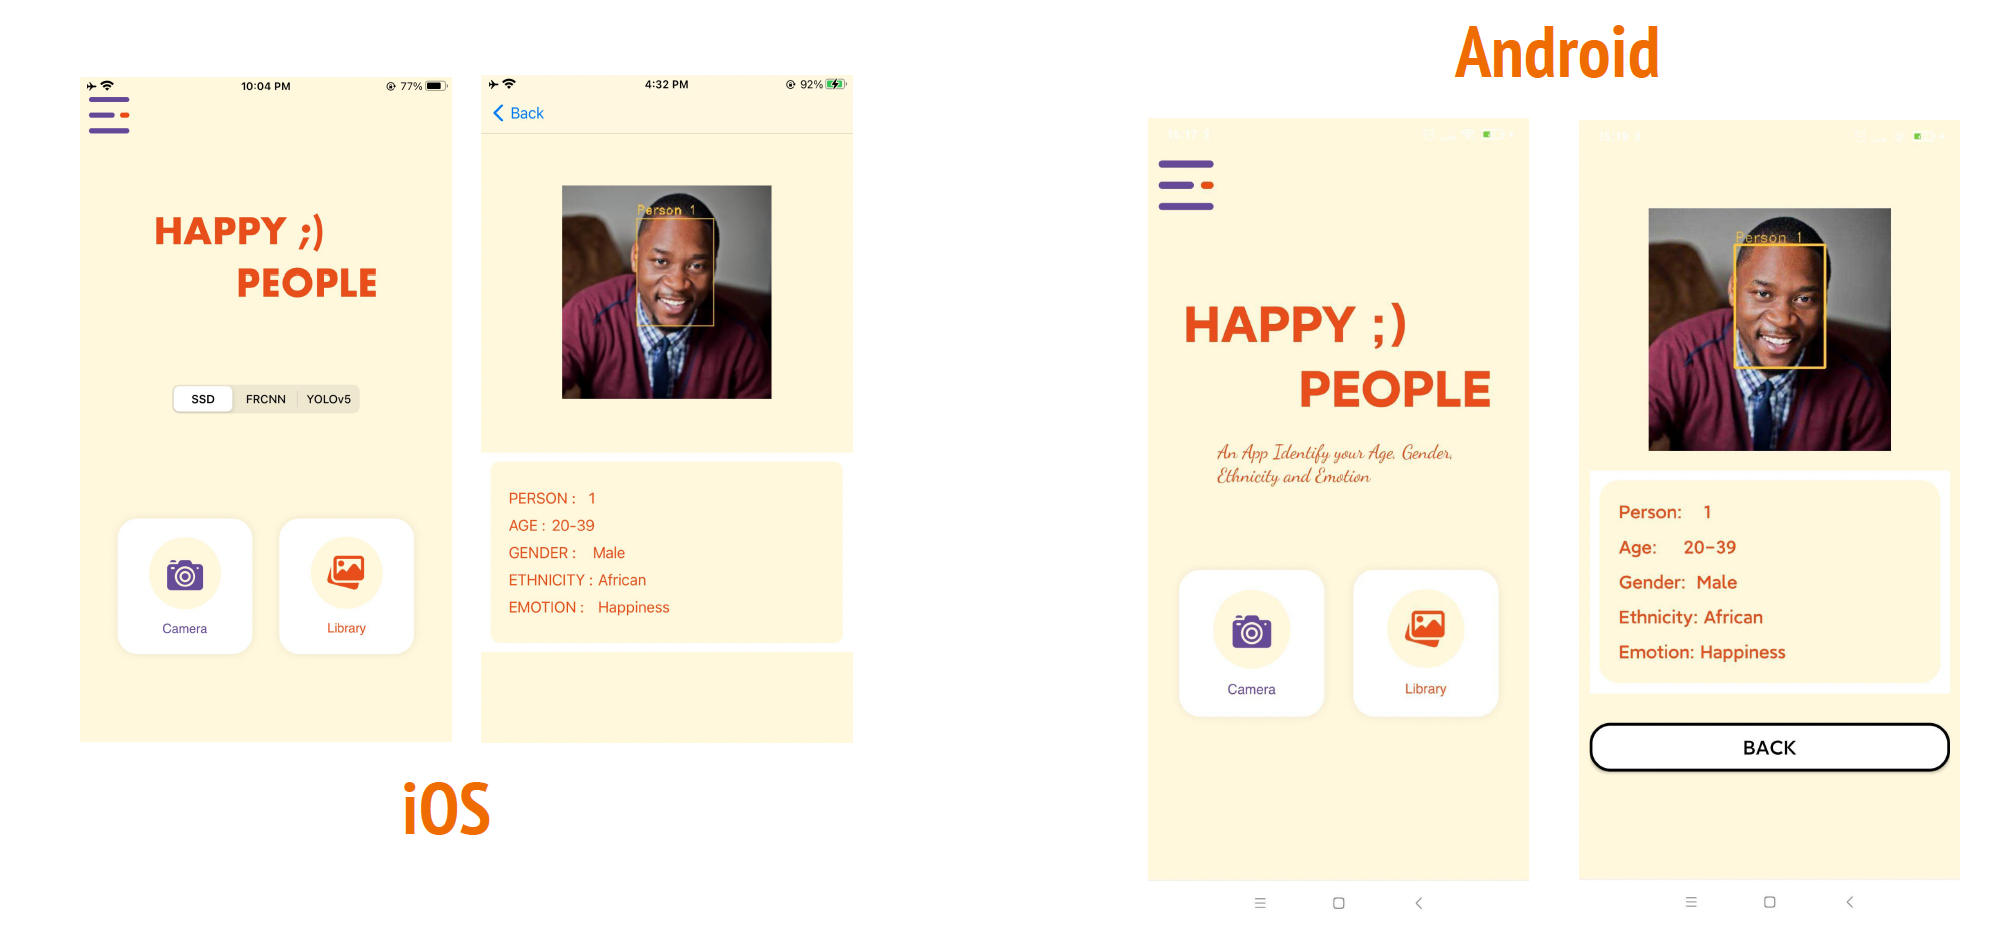 Android
10:04 PM
77%
HAPPY ;)
PEOPLE
SSD
FRCNN
YOLOv5
Camera
Library
4:32 PM
92%
Back
Person 1
PERSON : 1
AGE : 20-39
GENDER : Male
ETHNICITY : African
EMOTION : Happiness
iOS
HAPPY ;)
PEOPLE
An App Identify your Age, Gender,
Ethnicity and Emotion
Camera
Library
Person 1
Person: 1
Age: 20-39
Gender: Male
Ethnicity: African
Emotion: Happiness
BACK